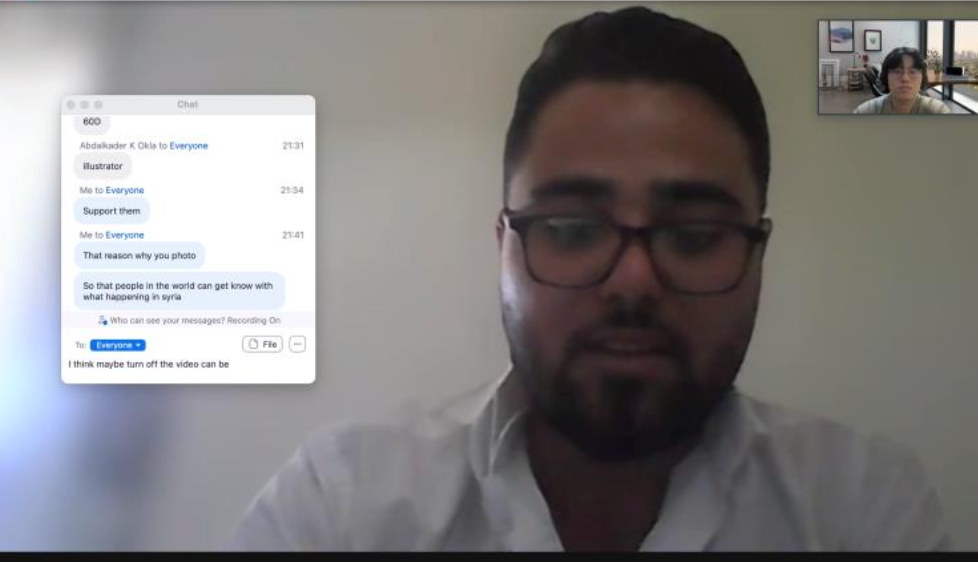 Chat
60D
Abdalkader K Okla to Everyone 21:31
illustrator
Me to Everyone 21:34
Support them
Me to Everyone 21:41
That reason why you photo
So that people in the world can get know with
what happening in syria
Who can see your messages? Recording On
To: Everyone File
I think maybe turn off the video can be